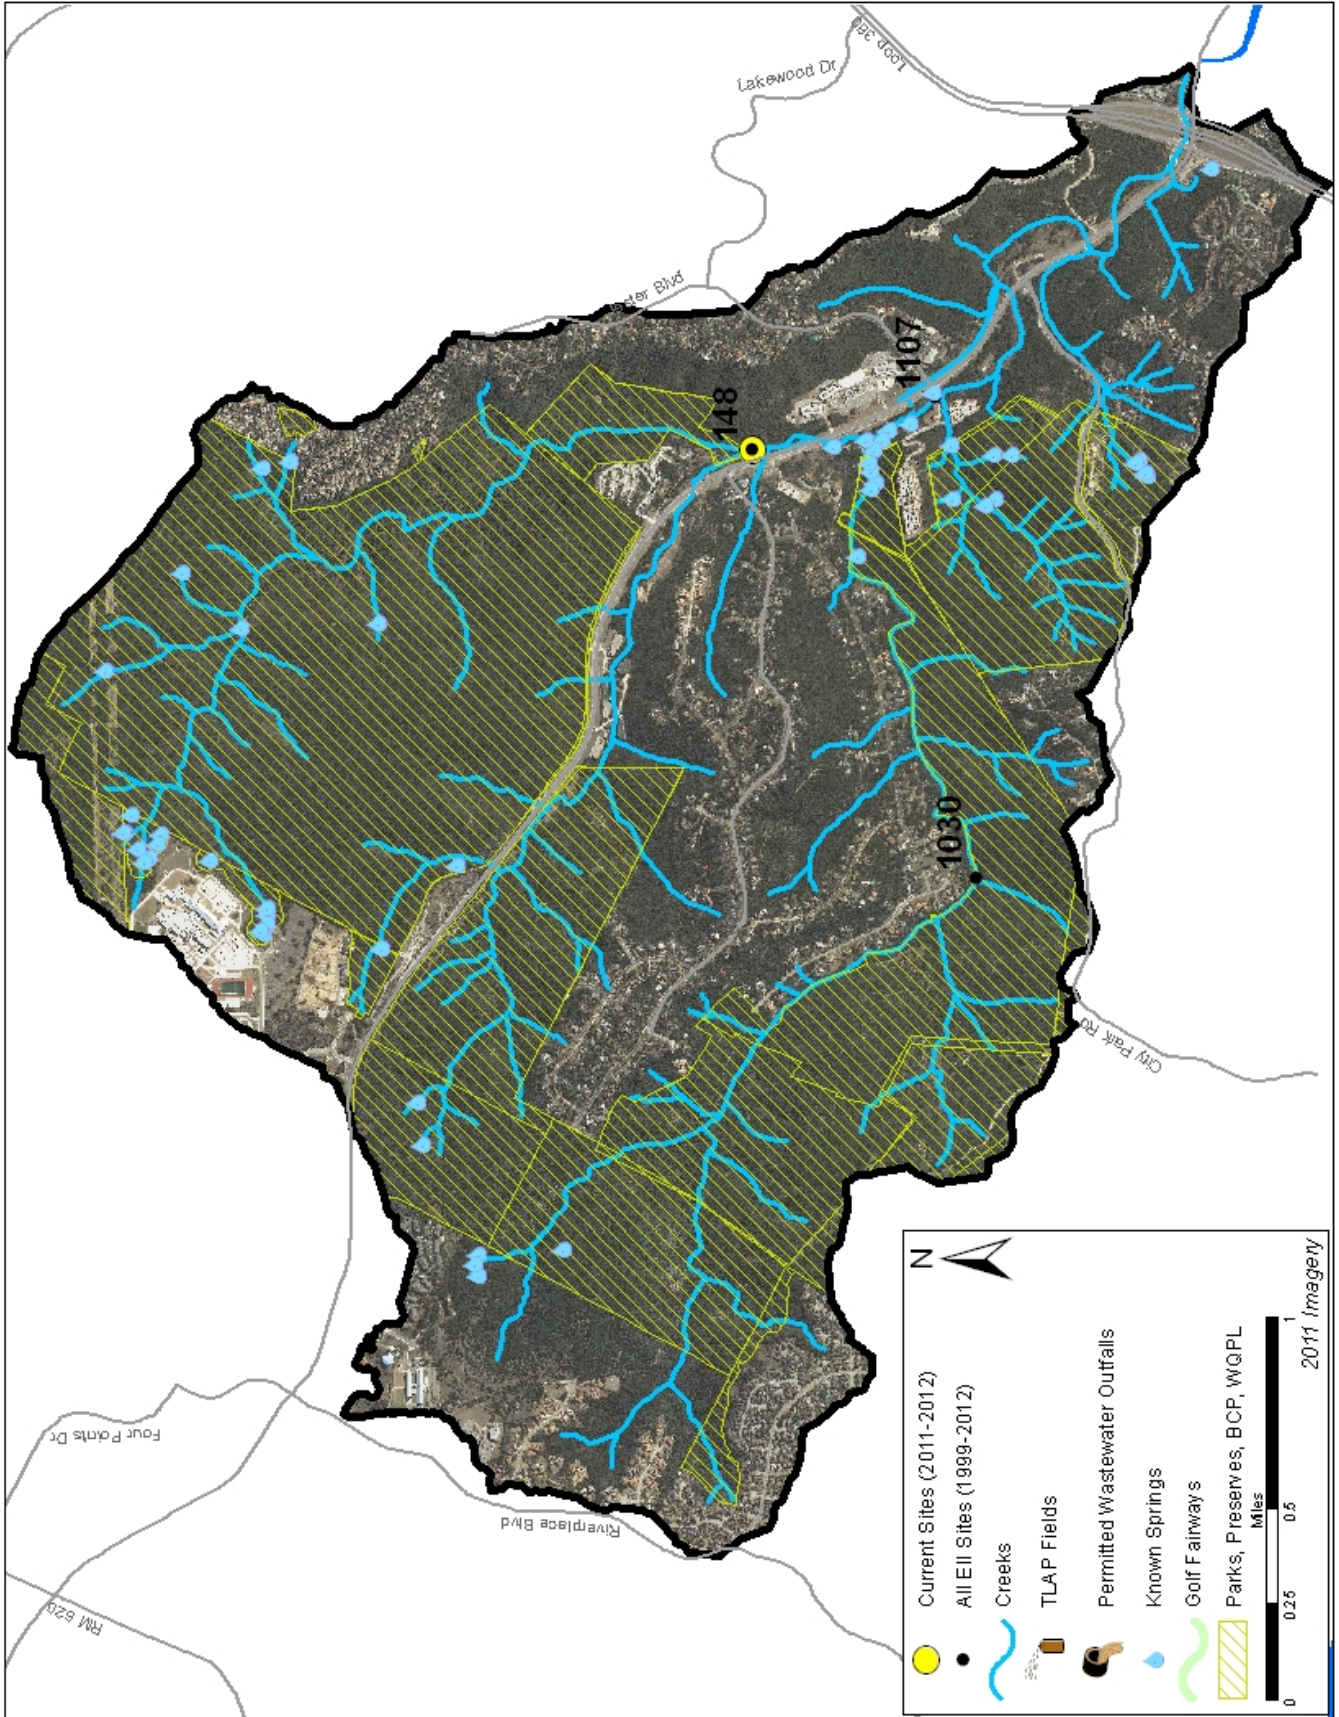 Loop 360
Lakewood Dr
ster Blvd
148
1107
1030
City Park Rd
Four Points Dr
Riverplace Blvd
RM 620
N
Current Sites (2011-2012)
All EII Sites (1999-2012)
Creeks
TLAP Fields
Permitted Wastewater Outfalls
Known Springs
Golf Fairways
Parks, Preserves, BCP, WQPL
Miles
0 0.25 0.5 1
2011 Imagery